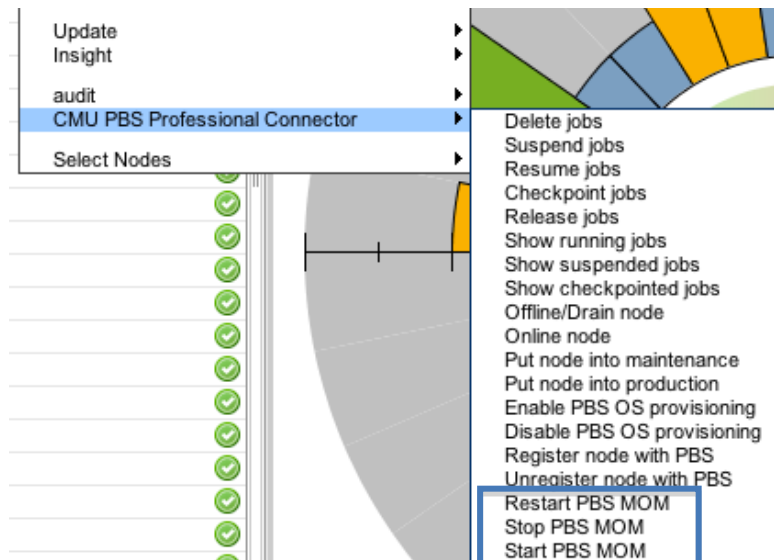 Update
Insight
audit
CMU PBS Professional Connector
Select Nodes
Delete jobs
Suspend jobs
Resume jobs
Checkpoint jobs
Release jobs
Show running jobs
Show suspended jobs
Show checkpointed jobs
Offline/Drain node
Online node
Put node into maintenance
Put node into production
Enable PBS OS provisioning
Disable PBS OS provisioning
Register node with PBS
Unregister node with PBS
Restart PBS MOM
Stop PBS MOM
Start PBS MOM